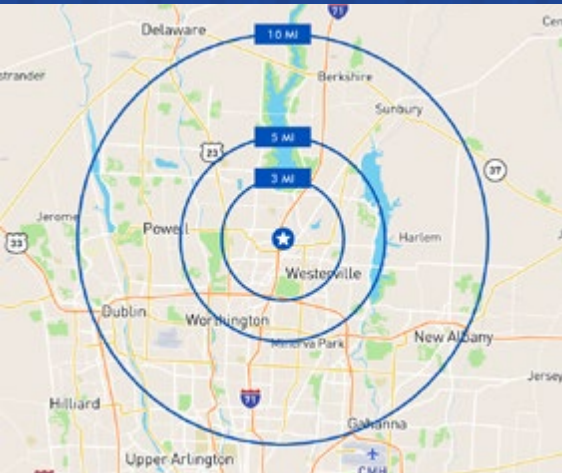 71
Cen
Delaware
10 MI
strander
Berkshire
Sunbury
5 MI
23
37
3 MI
Jerome
Powell
33
Harlem
Westerville
Dublin
Worthington
Minerva Park
New Albany
Jersey
71
Hilliard
Gahanna
Upper Arlington
CMH